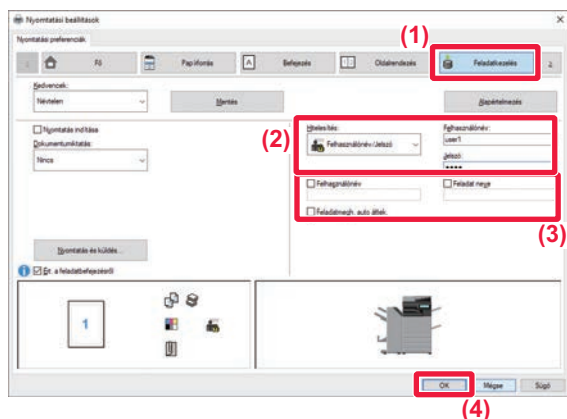 Nyomtatási beállítások
Nyomtatási preferenciák
(1)
Fő
Papírforrás
Befejezés
Oldalrendezés
Feladatkezelés
Kedvencek:
Névtelen
Mentés
Alapértelmezés
Nyomtatás indítása
Dokumentumiktatás:
Nincs
(2)
Hitelesítés:
Felhasználónév/Jelszó
Felhasználónév:
user1
Jelszó:
••••
Felhasználónév
Feladat neve
Feladatmegh. auto áttek.
(3)
Nyomtatás és küldés...
Ért. a feladatbefejezésről
1
OK
Mégse
Súgó
(4)